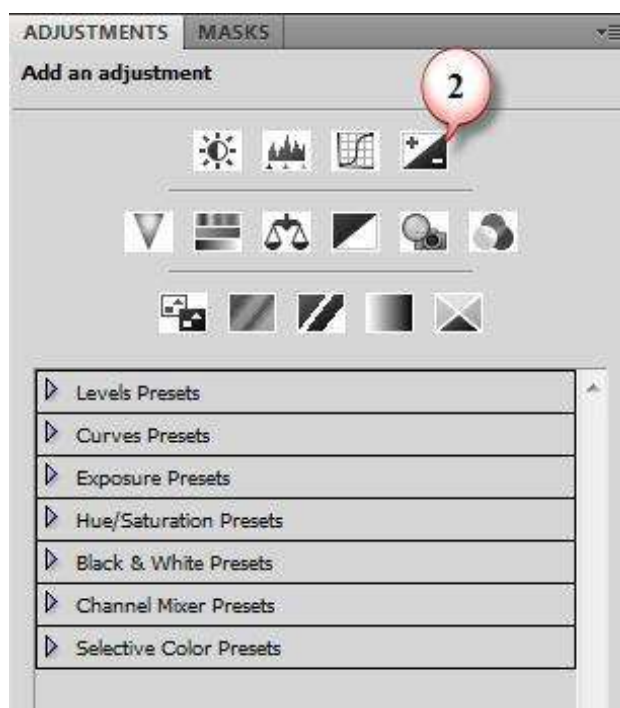 ADJUSTMENTS MASKS
Add an adjustment
2
Levels Presets
Curves Presets
Exposure Presets
Hue/Saturation Presets
Black & White Presets
Channel Mixer Presets
Selective Color Presets